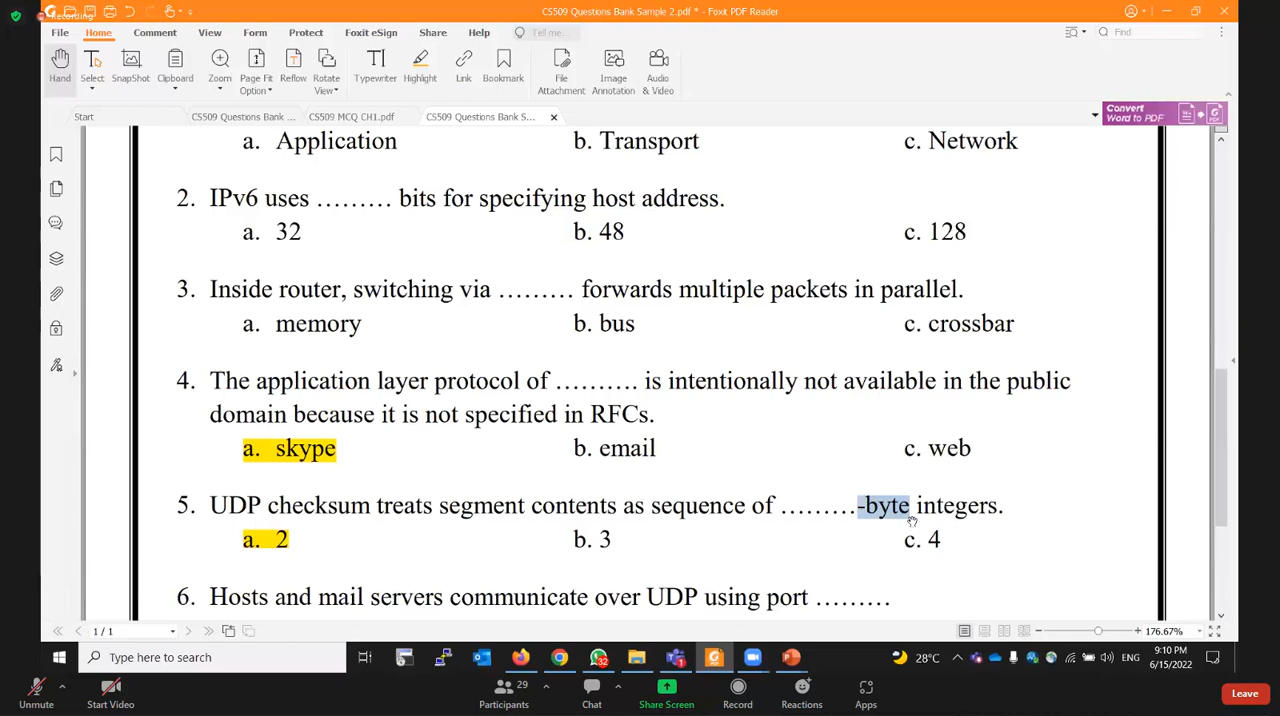 Recording
CS509 Questions Bank Sample 2.pdf * - Foxit PDF Reader
File Home Comment View Form Protect Foxit eSign Share Help Tell me... Find
Hand Select SnapShot Clipboard Zoom Page Fit Option Reflow Rotate View Typewriter Highlight Link Bookmark File Attachment Image Annotation Audio & Video
Start CS509 Questions Bank ... CS509 MCQ CH1.pdf CS509 Questions Bank S... Convert Word to PDF
a. Application b. Transport c. Network
2. IPv6 uses ……… bits for specifying host address.
a. 32 b. 48 c. 128
3. Inside router, switching via ……… forwards multiple packets in parallel.
a. memory b. bus c. crossbar
4. The application layer protocol of ………. is intentionally not available in the public
domain because it is not specified in RFCs.
a. skype b. email c. web
5. UDP checksum treats segment contents as sequence of ………-byte integers.
a. 2 b. 3 c. 4
6. Hosts and mail servers communicate over UDP using port ………
1 / 1 176.67%
Type here to search 32 1 28°C ENG 9:10 PM
6/15/2022
Unmute Start Video Participants 29 Chat Share Screen Record Reactions Apps Leave